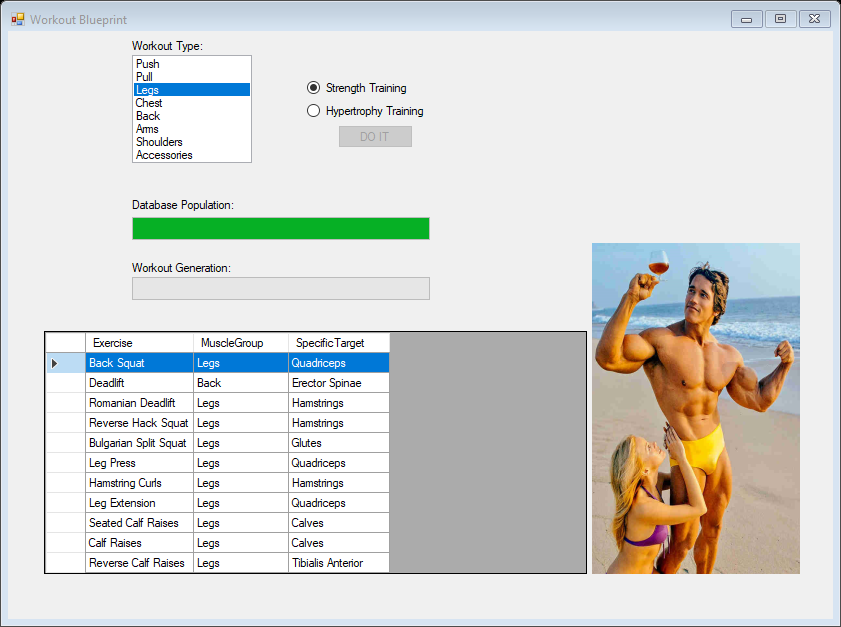 Workout Blueprint
Workout Type:
Push
Pull
Legs
Chest
Back
Arms
Shoulders
Accessories
Strength Training
Hypertrophy Training
DO IT
Database Population:
Workout Generation:
Exercise MuscleGroup SpecificTarget
Back Squat Legs Quadriceps
Deadlift Back Erector Spinae
Romanian Deadlift Legs Hamstrings
Reverse Hack Squat Legs Hamstrings
Bulgarian Split Squat Legs Glutes
Leg Press Legs Quadriceps
Hamstring Curls Legs Hamstrings
Leg Extension Legs Quadriceps
Seated Calf Raises Legs Calves
Calf Raises Legs Calves
Reverse Calf Raises Legs Tibialis Anterior